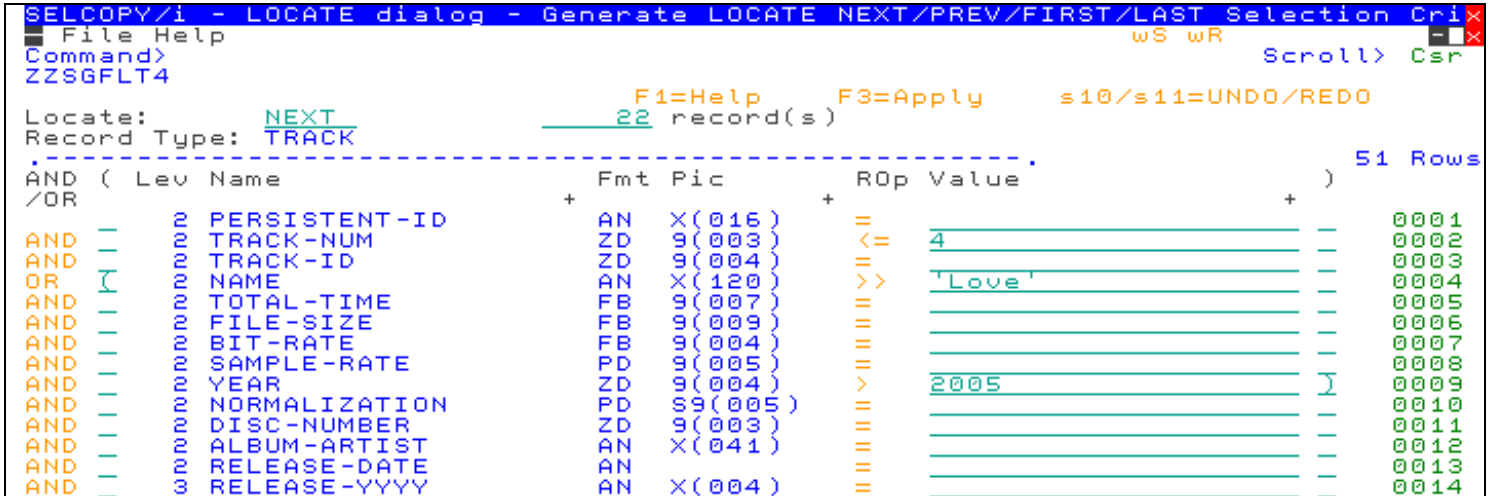 SELCOPY/i - LOCATE dialog - Generate LOCATE NEXT/PREV/FIRST/LAST Selection Cri x
File Help wS wR - x
Command> Scroll> Csr
ZZSGFLT4
F1=Help F3=Apply s10/s11=UNDO/REDO
Locate: NEXT 22 record(s)
Record Type: TRACK
.---------------------------------------------------------. 51 Rows
AND ( Lev Name Fmt Pic ROp Value )
/OR + + +
2 PERSISTENT-ID AN X(016) = 0001
AND _ 2 TRACK-NUM ZD 9(003) <= 4 _ 0002
AND _ 2 TRACK-ID ZD 9(004) = _ 0003
OR ( 2 NAME AN X(120) >> 'Love' _ 0004
AND _ 2 TOTAL-TIME FB 9(007) = _ 0005
AND _ 2 FILE-SIZE FB 9(009) = _ 0006
AND _ 2 BIT-RATE FB 9(004) = _ 0007
AND _ 2 SAMPLE-RATE PD 9(005) = _ 0008
AND _ 2 YEAR ZD 9(004) > 2005 ) 0009
AND _ 2 NORMALIZATION PD S9(005) = _ 0010
AND _ 2 DISC-NUMBER ZD 9(003) = _ 0011
AND _ 2 ALBUM-ARTIST AN X(041) = _ 0012
AND _ 2 RELEASE-DATE AN = _ 0013
AND _ 3 RELEASE-YYYY AN X(004) = _ 0014